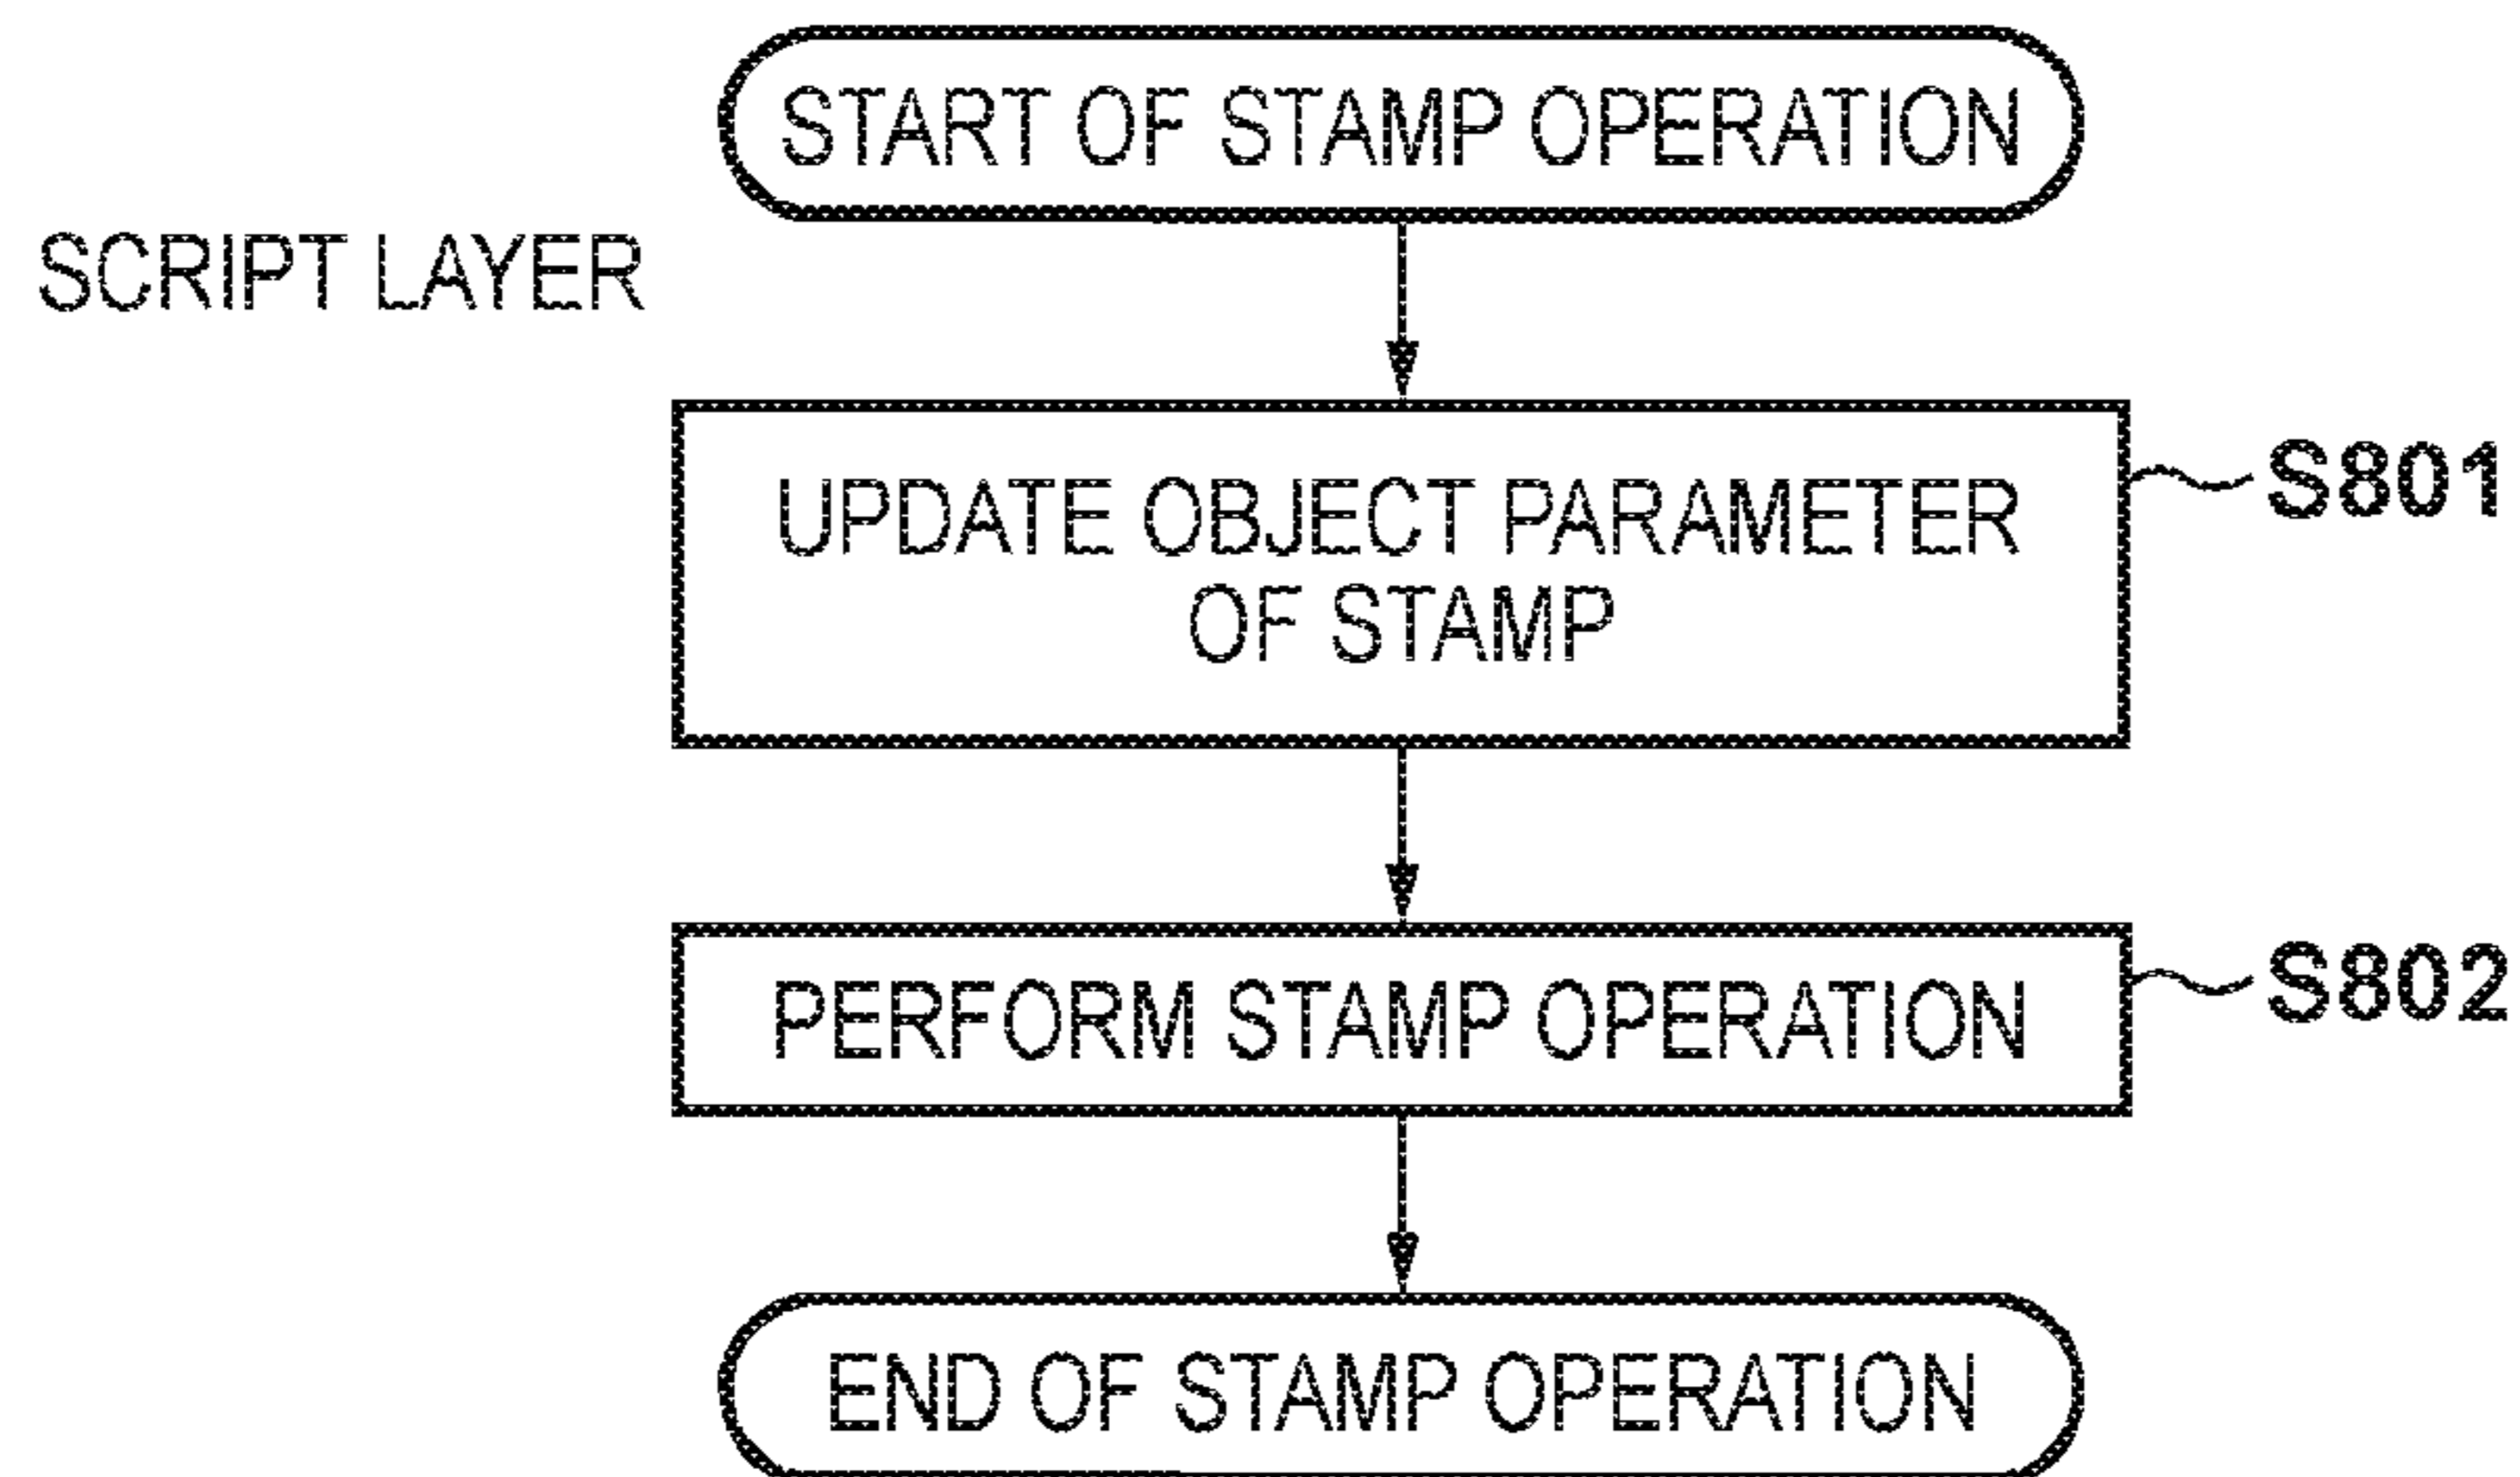 START OF STAMP OPERATION
SCRIPT LAYER
UPDATE OBJECT PARAMETER
OF STAMP
S801
PERFORM STAMP OPERATION
S802
END OF STAMP OPERATION